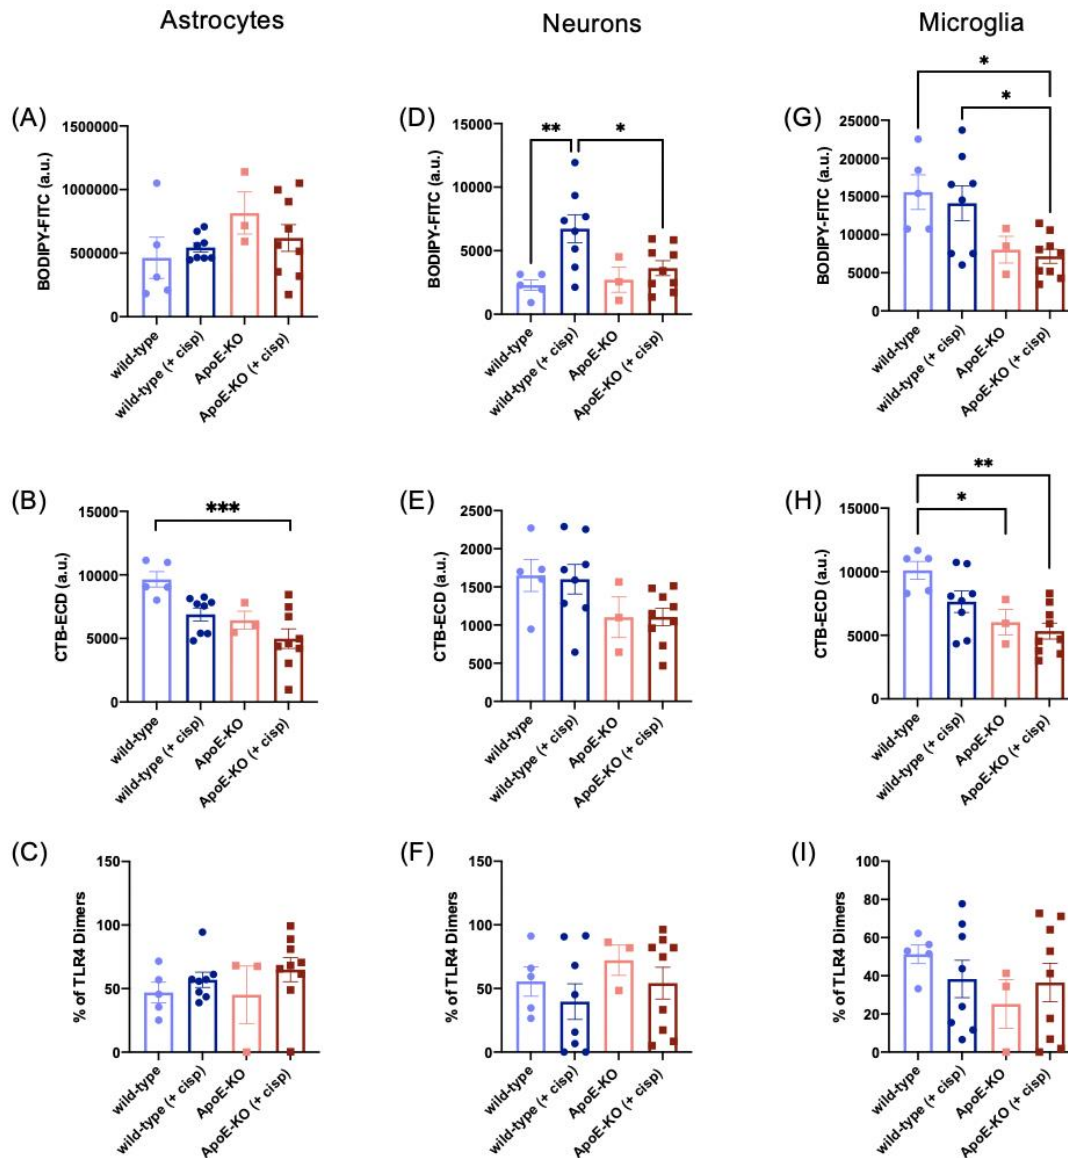 Astrocytes
Neurons
Microglia
(A)
BODIPY-FITC (a.u.)
1500000
1000000
500000
0
wild-type
wild-type (+ cisp)
ApoE-KO
ApoE-KO (+ cisp)
(D)
BODIPY-FITC (a.u.)
15000
10000
5000
0
**
*
wild-type
wild-type (+ cisp)
ApoE-KO
ApoE-KO (+ cisp)
(G)
BODIPY-FITC (a.u.)
25000
20000
15000
10000
5000
0
*
*
wild-type
wild-type (+ cisp)
ApoE-KO
ApoE-KO (+ cisp)
(B)
CTB-ECD (a.u.)
15000
10000
5000
0
***
wild-type
wild-type (+ cisp)
ApoE-KO
ApoE-KO (+ cisp)
(E)
CTB-ECD (a.u.)
2500
2000
1500
1000
500
0
wild-type
wild-type (+ cisp)
ApoE-KO
ApoE-KO (+ cisp)
(H)
CTB-ECD (a.u.)
15000
10000
5000
0
**
*
wild-type
wild-type (+ cisp)
ApoE-KO
ApoE-KO (+ cisp)
(C)
% of TLR4 Dimers
150
100
50
0
wild-type
wild-type (+ cisp)
ApoE-KO
ApoE-KO (+ cisp)
(F)
% of TLR4 Dimers
150
100
50
0
wild-type
wild-type (+ cisp)
ApoE-KO
ApoE-KO (+ cisp)
(I)
% of TLR4 Dimers
100
80
60
40
20
0
wild-type
wild-type (+ cisp)
ApoE-KO
ApoE-KO (+ cisp)